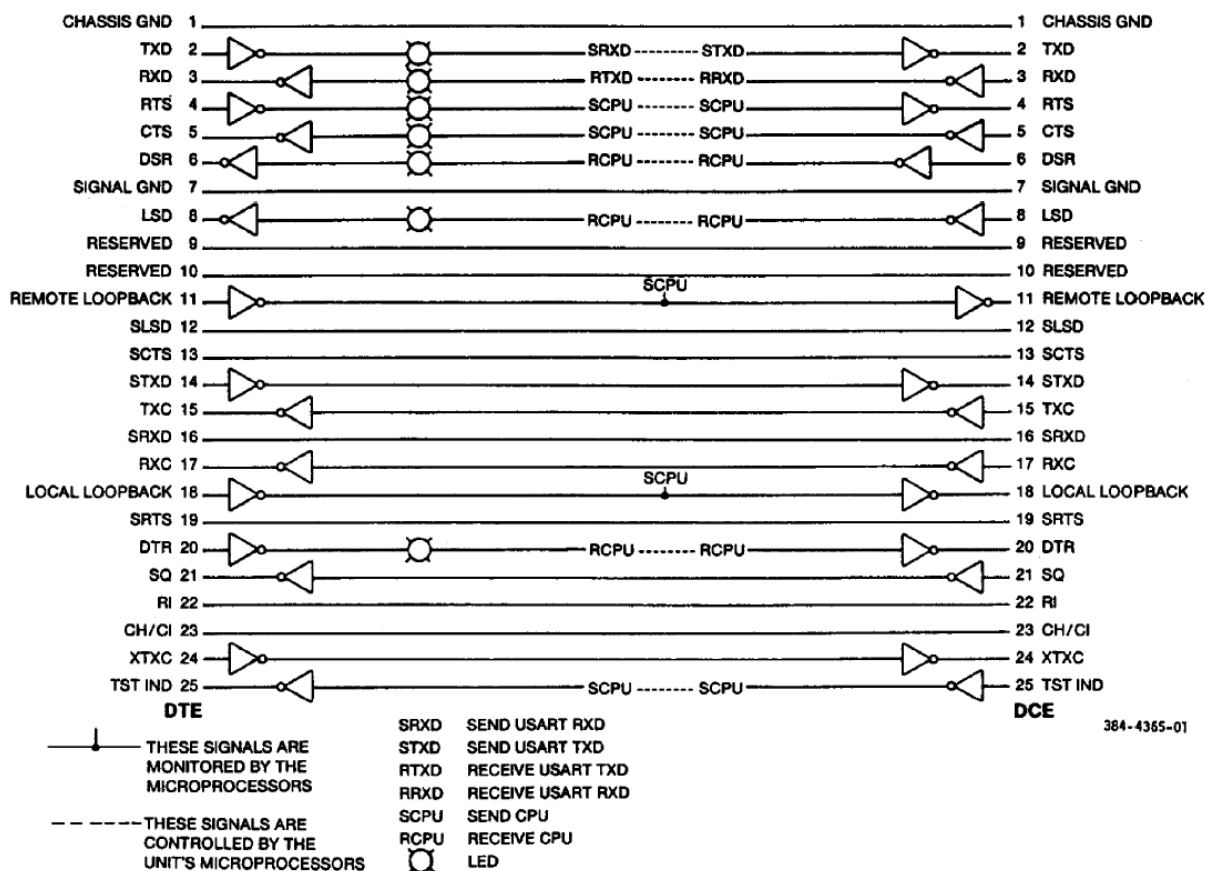 CHASSIS GND 1 1 CHASSIS GND
TXD 2 SRXD STXD 2 TXD
RXD 3 RTXD RRXD 3 RXD
RTS 4 SCPU SCPU 4 RTS
CTS 5 SCPU SCPU 5 CTS
DSR 6 RCPU RCPU 6 DSR
SIGNAL GND 7 7 SIGNAL GND
LSD 8 RCPU RCPU 8 LSD
RESERVED 9 9 RESERVED
RESERVED 10 10 RESERVED
SCPU
REMOTE LOOPBACK 11 11 REMOTE LOOPBACK
SLSD 12 12 SLSD
SCTS 13 13 SCTS
STXD 14 14 STXD
TXC 15 15 TXC
SRXD 16 16 SRXD
RXC 17 17 RXC
SCPU
LOCAL LOOPBACK 18 18 LOCAL LOOPBACK
SRTS 19 19 SRTS
DTR 20 RCPU RCPU 20 DTR
SQ 21 21 SQ
RI 22 22 RI
CH/CI 23 23 CH/CI
XTXC 24 24 XTXC
TST IND 25 SCPU SCPU 25 TST IND
DTE DCE
384-4365-01
THESE SIGNALS ARE
MONITORED BY THE
MICROPROCESSORS
THESE SIGNALS ARE
CONTROLLED BY THE
UNIT'S MICROPROCESSORS
SRXD SEND USART RXD
STXD SEND USART TXD
RTXD RECEIVE USART TXD
RRXD RECEIVE USART RXD
SCPU SEND CPU
RCPU RECEIVE CPU
LED